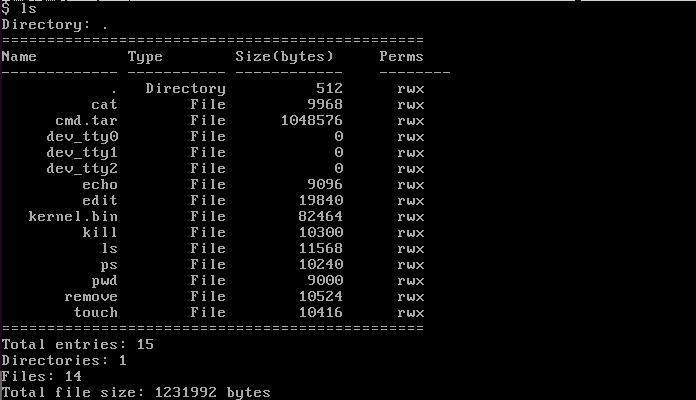 $ ls
Directory: .
===============================================
Name          Type        Size(bytes)     Perms
------------- ----------- ------------    --------
            .   Directory          512      rwx
          cat        File         9968      rwx
      cmd.tar        File      1048576      rwx
     dev_tty0        File            0      rwx
     dev_tty1        File            0      rwx
     dev_tty2        File            0      rwx
         echo        File         9096      rwx
         edit        File        19840      rwx
   kernel.bin        File        82464      rwx
         kill        File        10300      rwx
           ls        File        11568      rwx
           ps        File        10240      rwx
          pwd        File         9000      rwx
       remove        File        10524      rwx
        touch        File        10416      rwx
===============================================
Total entries: 15
Directories: 1
Files: 14
Total file size: 1231992 bytes